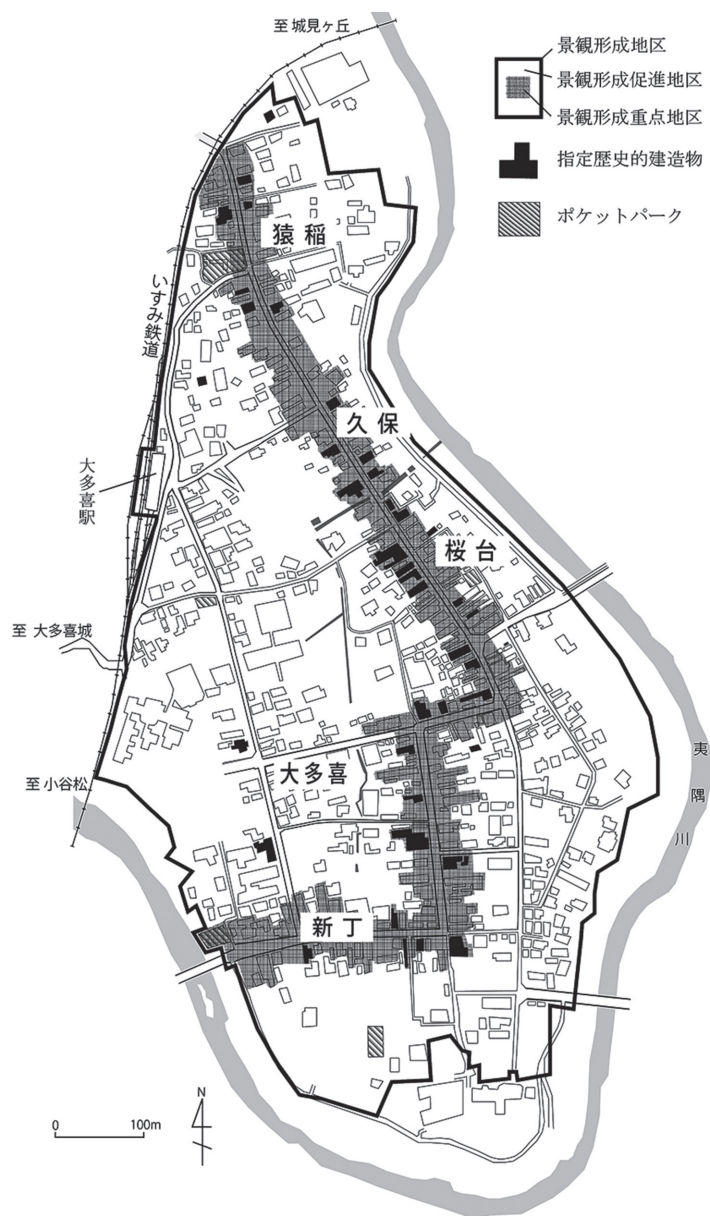 至 城見ヶ丘
景観形成地区
景観形成促進地区
景観形成重点地区
指定歴史的建造物
ポケットパーク
猿稲
いすみ鉄道
久保
大多喜駅
桜台
至 大多喜城
夷隅川
大多喜
至 小谷松
新丁
N
0 100m